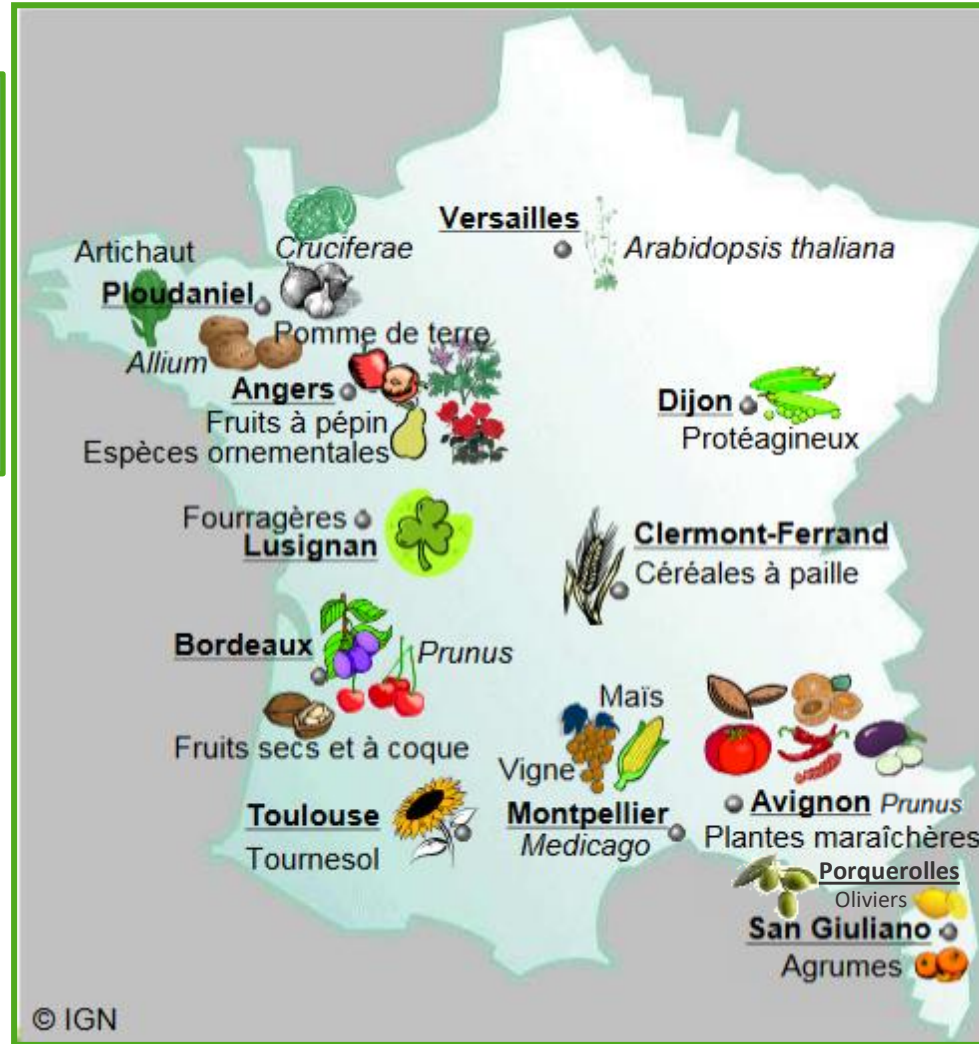 Versailles
Arabidopsis thaliana
Cruciferae
Artichaut
Ploudaniel
Pomme de terre
Allium
Angers
Fruits à pépin
Espèces ornementales
Dijon
Protéagineux
Fourragères
Lusignan
Clermont-Ferrand
Céréales à paille
Bordeaux
Prunus
Fruits secs et à coque
Maïs
Vigne
Montpellier
Medicago
Toulouse
Tournesol
Avignon Prunus
Plantes maraîchères
Porquerolles
Oliviers
San Giuliano
Agrumes
© IGN